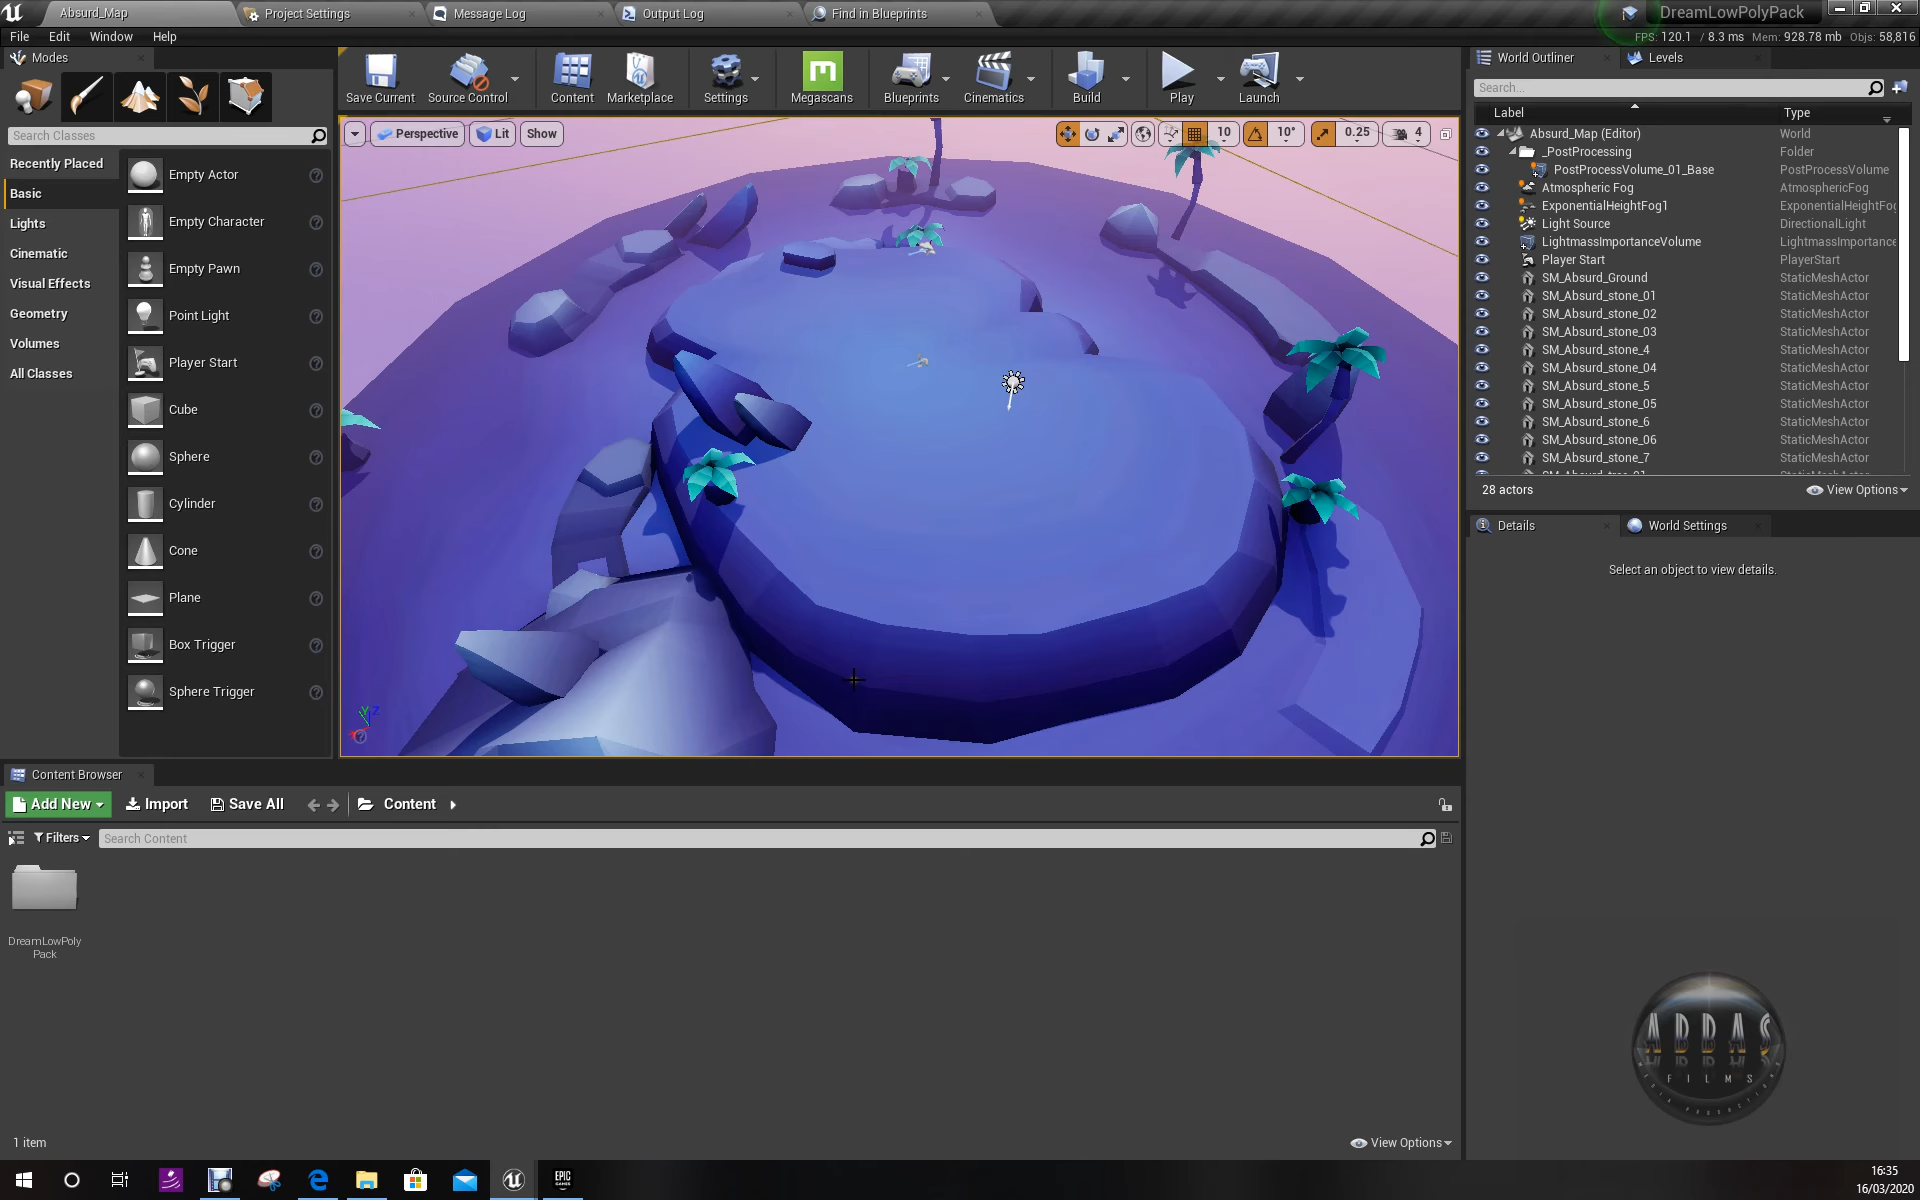 Absurd_Map
Project Settings
Message Log
Output Log
Find in Blueprints
DreamLowPolyPack
File Edit Window Help
FPS: 120.1 / 8.3 ms Mem: 928.78 mb Objs: 58,816
Modes
Save Current
Source Control
Content
Marketplace
Settings
Megascans
Blueprints
Cinematics
Build
Play
Launch
World Outliner
Levels
Search...
Search Classes
Recently Placed
Basic
Lights
Cinematic
Visual Effects
Geometry
Volumes
All Classes
Empty Actor
Empty Character
Empty Pawn
Point Light
Player Start
Cube
Sphere
Cylinder
Cone
Plane
Box Trigger
Sphere Trigger
Perspective
Lit
Show
10
10°
0.25
4
Label Type
Absurd_Map (Editor) World
_PostProcessing Folder
PostProcessVolume_01_Base PostProcessVolume
Atmospheric Fog AtmosphericFog
ExponentialHeightFog1 ExponentialHeightFog
Light Source DirectionalLight
LightmassImportanceVolume LightmassImportance
Player Start PlayerStart
SM_Absurd_Ground StaticMeshActor
SM_Absurd_stone_01 StaticMeshActor
SM_Absurd_stone_02 StaticMeshActor
SM_Absurd_stone_03 StaticMeshActor
SM_Absurd_stone_4 StaticMeshActor
SM_Absurd_stone_04 StaticMeshActor
SM_Absurd_stone_5 StaticMeshActor
SM_Absurd_stone_05 StaticMeshActor
SM_Absurd_stone_6 StaticMeshActor
SM_Absurd_stone_06 StaticMeshActor
SM_Absurd_stone_7 StaticMeshActor
28 actors
View Options
Details
World Settings
Select an object to view details.
Content Browser
Add New
Import
Save All
Content
Filters
Search Content
DreamLowPoly
Pack
1 item
View Options
ABBAS
FILMS
EPIC
GAMES
16:35
16/03/2020